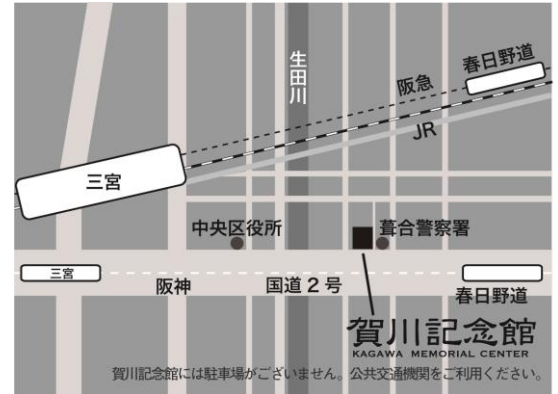 生田川
春日野道
阪急
JR
三宮
中央区役所
葺合警察署
三宮
阪神
国道2号
春日野道
賀川記念館
KAGAWA MEMORIAL CENTER
賀川記念館には駐車場がございません。公共交通機関をご利用ください。